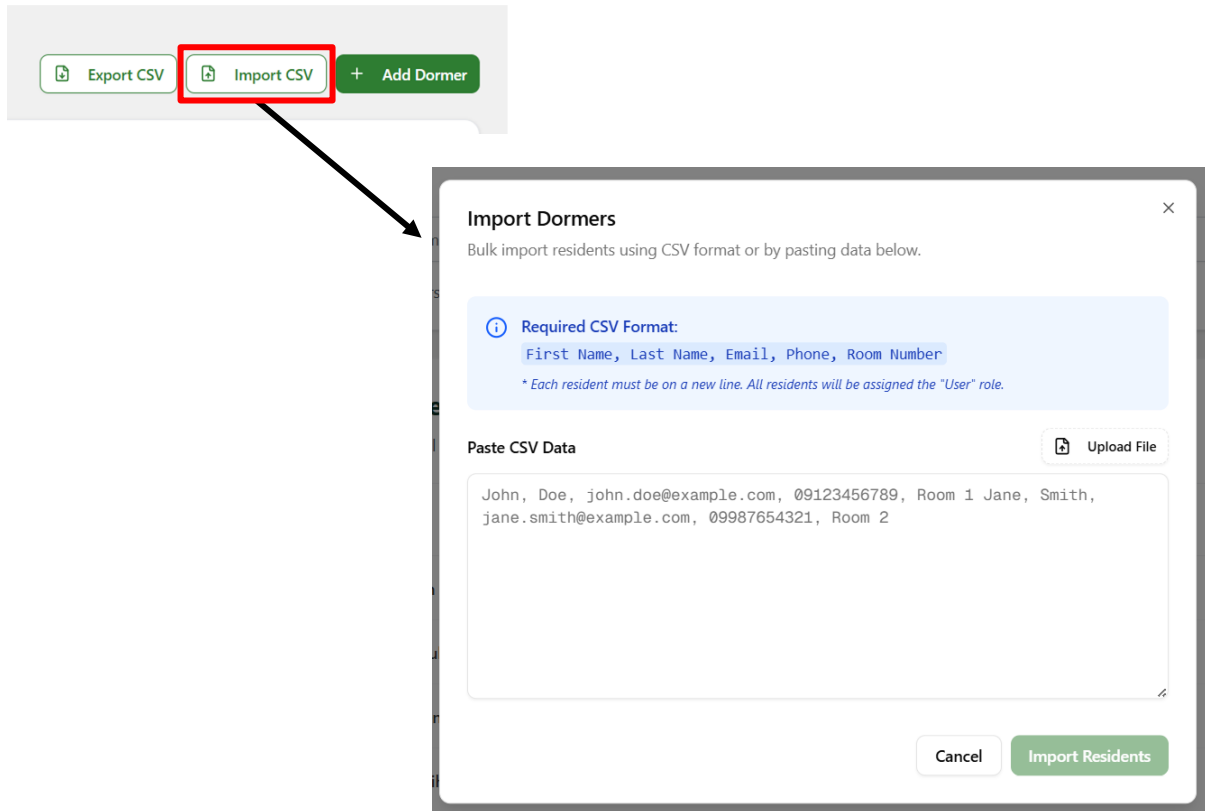 Export CSV
Import CSV
+ Add Dormer
Import Dormers
Bulk import residents using CSV format or by pasting data below.
Required CSV Format:
First Name, Last Name, Email, Phone, Room Number
* Each resident must be on a new line. All residents will be assigned the "User" role.
Paste CSV Data
Upload File
John, Doe, john.doe@example.com, 09123456789, Room 1 Jane, Smith,
jane.smith@example.com, 09987654321, Room 2
Cancel
Import Residents